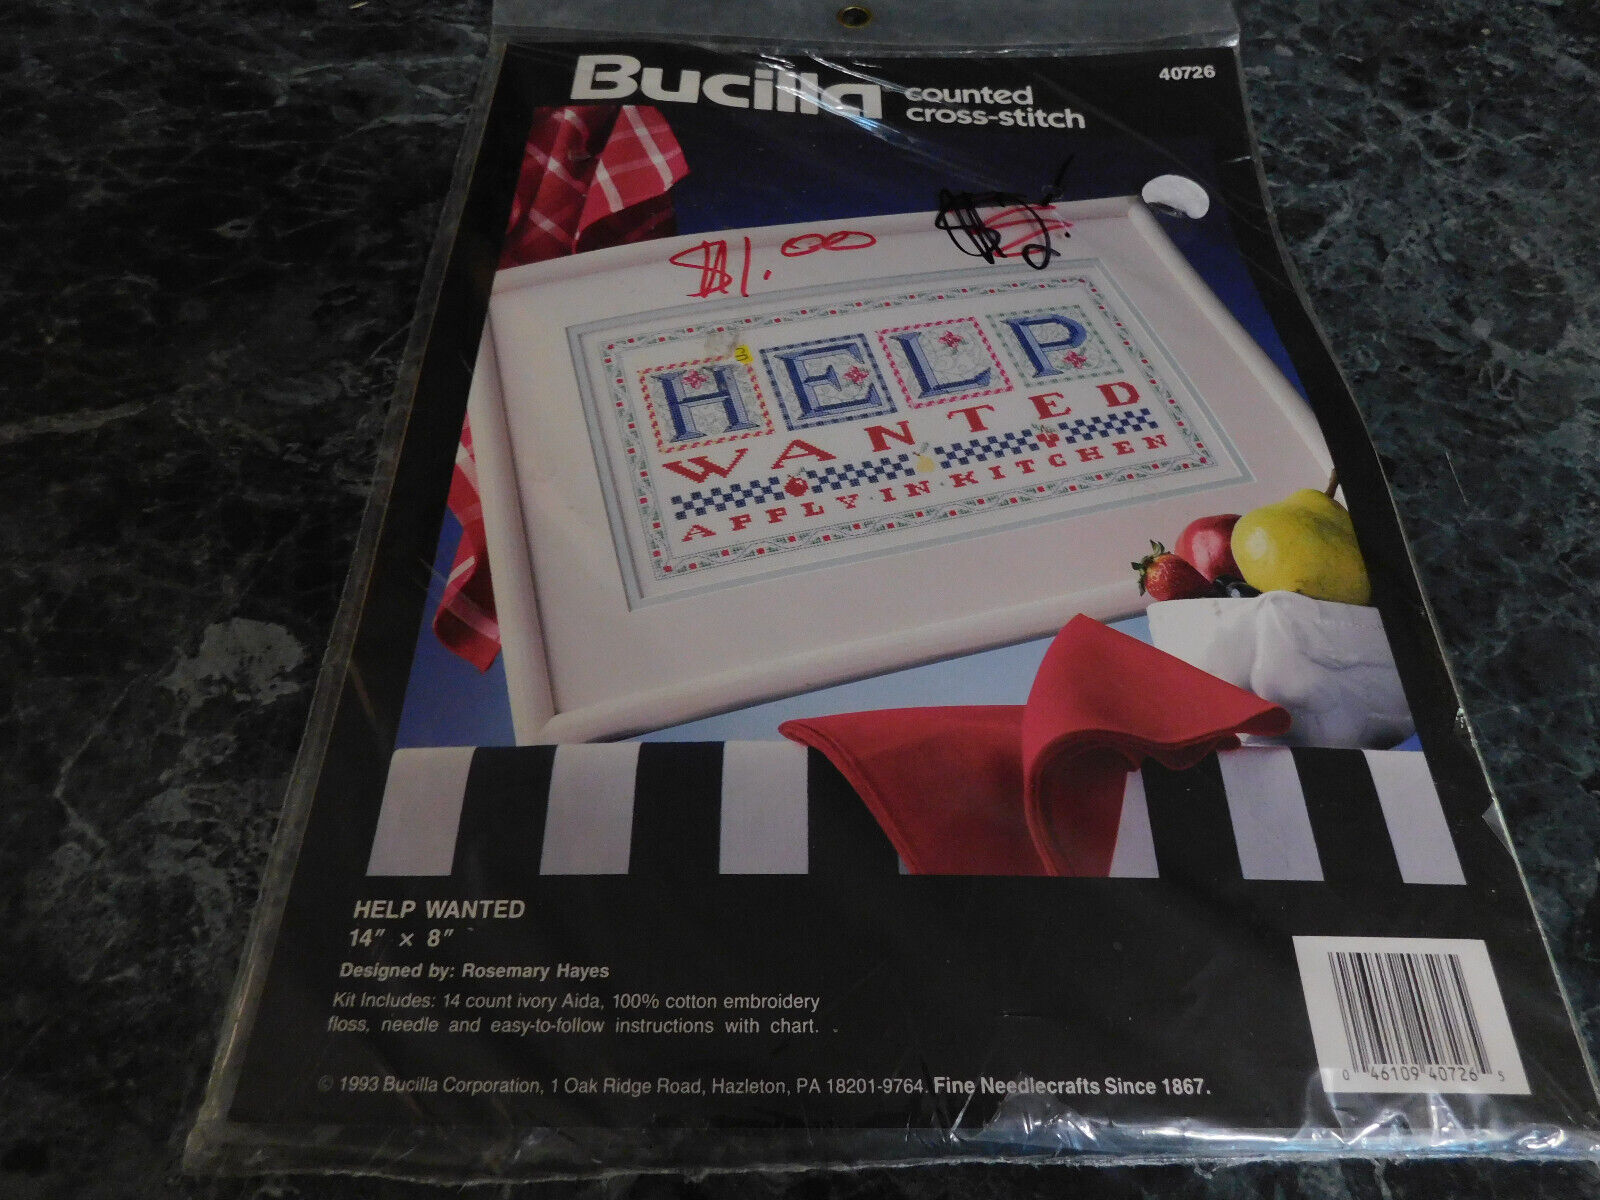 Bucilla counted cross-stitch
40726
$1.00
3
HELP
WANTED
APPLY·IN·KITCHEN
HELP WANTED
14" × 8"
Designed by: Rosemary Hayes
Kit Includes: 14 count ivory Aida, 100% cotton embroidery
floss, needle and easy-to-follow instructions with chart.
© 1993 Bucilla Corporation, 1 Oak Ridge Road, Hazleton, PA 18201-9764. Fine Needlecrafts Since 1867.
0 46109 40726 5